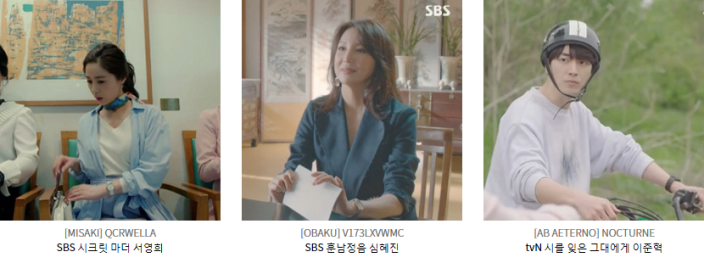 SBS
[MISAKI] QCRWELLA
SBS 시크릿 마더 서영희
[OBAKU] V173LXVWMC
SBS 훈남정음 심혜진
[AB AETERNO] NOCTURNE
tvN 시를 잊은 그대에게 이준혁